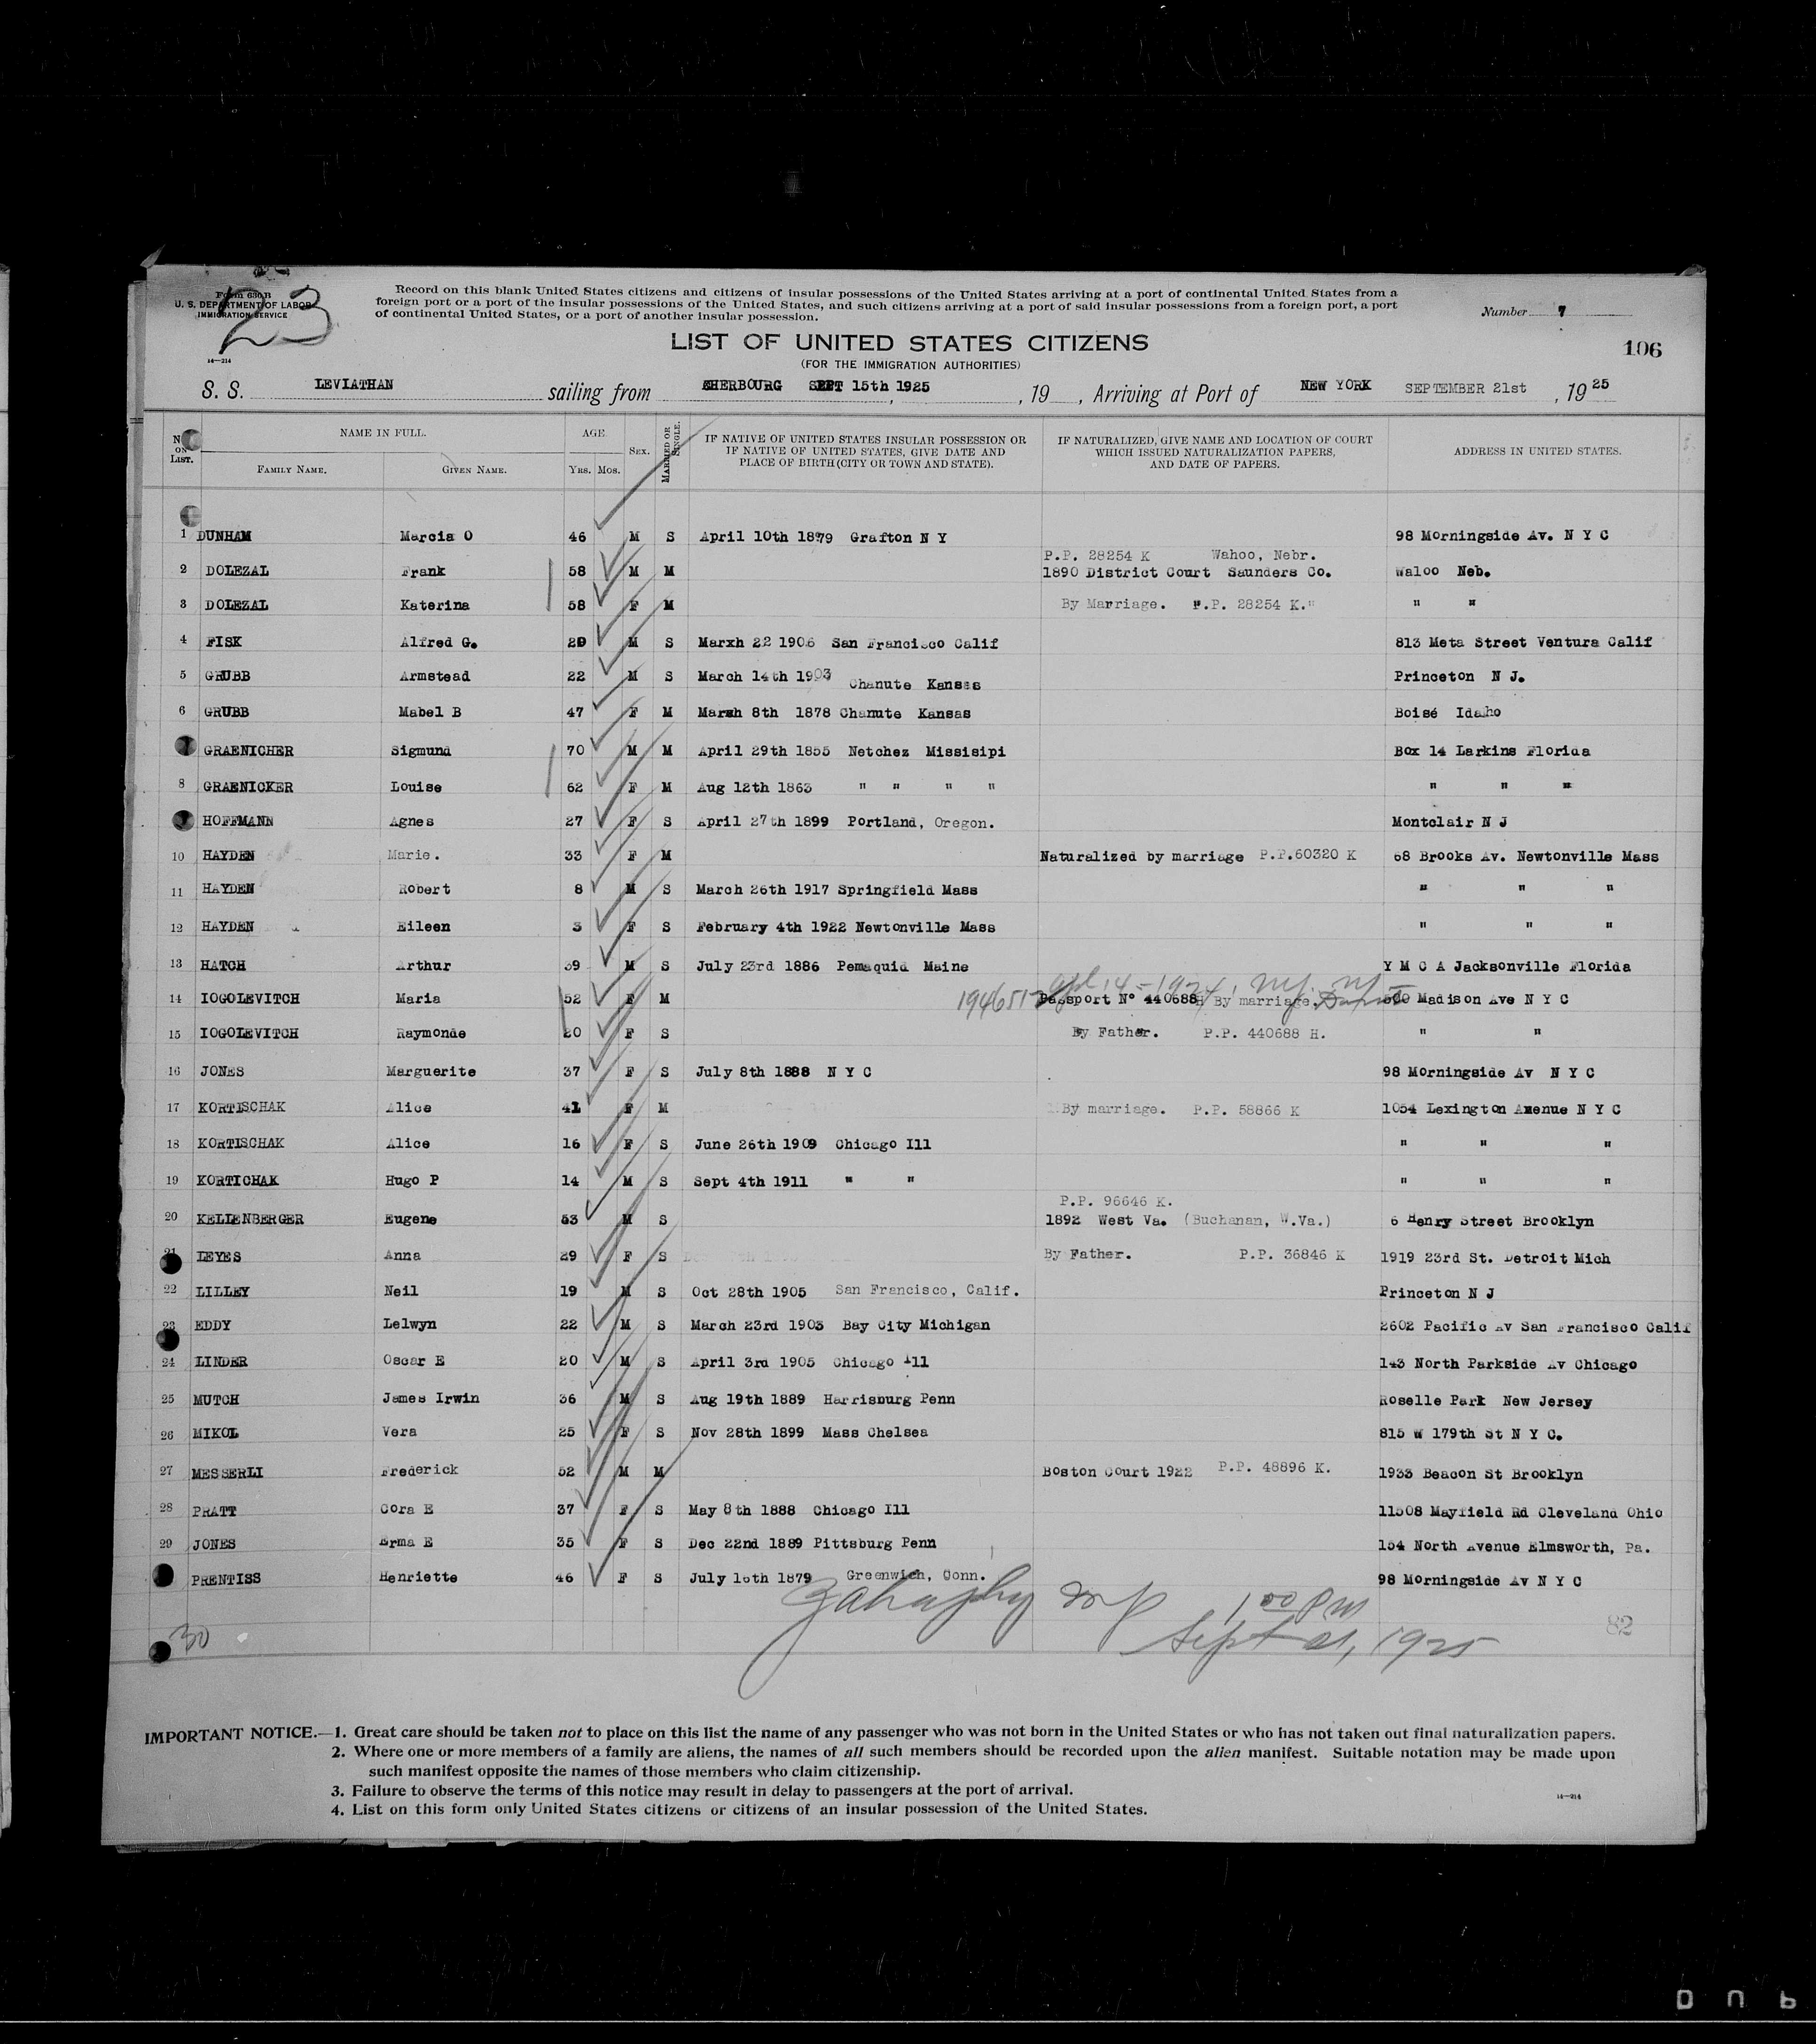 Form 630 B
U. S. DEPARTMENT OF LABOR
IMMIGRATION SERVICE
23
14—214
Record on this blank United States citizens and citizens of insular possessions of the United States arriving at a port of continental United States from a
foreign port or a port of the insular possessions of the United States, and such citizens arriving at a port of said insular possessions from a foreign port, a port
of continental United States, or a port of another insular possession.
Number 7
LIST OF UNITED STATES CITIZENS
106
(FOR THE IMMIGRATION AUTHORITIES)
S. S. LEVIATHAN sailing from CHERBOURG SEPT 15th 1925, 19 , Arriving at Port of NEW YORK SEPTEMBER 21st , 19 25
No. ON LIST. NAME IN FULL. FAMILY NAME. GIVEN NAME. AGE YRS. MOS. SEX. MARRIED OR SINGLE. IF NATIVE OF UNITED STATES INSULAR POSSESSION OR IF NATIVE OF UNITED STATES, GIVE DATE AND PLACE OF BIRTH (CITY OR TOWN AND STATE). IF NATURALIZED, GIVE NAME AND LOCATION OF COURT WHICH ISSUED NATURALIZATION PAPERS, AND DATE OF PAPERS. ADDRESS IN UNITED STATES.
1 DUNHAM Marcia O 46 M S April 10th 1879 Grafton N Y 98 Morningside Av. N Y C
P.P. 28254 K Wahoo, Nebr.
2 DOLEZAL Frank 58 M M 1890 District Court Saunders Co. Waloo Neb.
3 DOLEZAL Katerina 58 F M By Marriage. P.P. 28254 K." " "
4 FISK Alfred G. 20 M S Marxh 22 1906 San Francisco Calif 813 Meta Street Ventura Calif
5 GRUBB Armstead 22 M S March 14th 1903 Chanute Kansas Princeton N J.
6 GRUBB Mabel B 47 F M Marsh 8th 1878 Chanute Kansas Boisé Idaho
GRAENICHER Sigmund 70 M M April 29th 1855 Netchez Missisipi Box 14 Larkins Florida
8 GRAENICKER Louise 62 F M Aug 12th 1863 " " " " " " "
HOFFMANN Agnes 27 F S April 27th 1899 Portland, Oregon. Montclair N J
10 HAYDEN Marie. 33 F M Naturalized by marriage P.P.60320 K 68 Brooks Av. Newtonville Mass
11 HAYDEN Robert 8 M S March 26th 1917 Springfield Mass " " "
12 HAYDEN Eileen 3 F S February 4th 1922 Newtonville Mass " " "
13 HATCH Arthur 39 M S July 23rd 1886 Pemaquid Maine Y M C A Jacksonville Florida
194651
14 IOGOLEVITCH Maria 52 F M Passport N° 440688 H By marriage. Madison Ave N Y C
15 IOGOLEVITCH Raymonde 20 F S By Father. P.P. 440688 H. " "
16 JONES Marguerite 37 F S July 8th 1888 N Y C 98 Morningside Av N Y C
17 KORTISCHAK Alice 41 F M By marriage. P.P. 58866 K 1054 Lexington Axenue N Y C
18 KORTISCHAK Alice 16 F S June 26th 1909 Chicago Ill " " "
19 KORTICHAK Hugo P 14 M S Sept 4th 1911 " " " " "
P.P. 96646 K.
20 KELLENBERGER Eugene 53 M S 1892 West Va. (Buchanan, W.Va.) 6 Henry Street Brooklyn
21 LEYES Anna 29 F S By Father. P.P. 36846 K 1919 23rd St. Detroit Mich
22 LILLEY Neil 19 M S Oct 28th 1905 San Francisco, Calif. Princeton N J
23 EDDY Lelwyn 22 M S March 23rd 1903 Bay City Michigan 2602 Pacific Av San Francisco Calif
24 LINDER Oscar E 20 M S April 3rd 1905 Chicago Ill 143 North Parkside Av Chicago
25 MUTCH James Irwin 36 M S Aug 19th 1889 Harrisburg Penn Roselle Park New Jersey
26 MIKOL Vera 25 F S Nov 28th 1899 Mass Chelsea 815 W 179th St N Y C.
27 MESSERLI Frederick 52 M M Boston Court 1922 P.P. 48896 K. 1933 Beacon St Brooklyn
28 PRATT Cora E 37 F S May 8th 1888 Chicago Ill 11508 Mayfield Rd Cleveland Ohio
29 JONES Erma E 35 F S Dec 22nd 1889 Pittsburg Penn 154 North Avenue Elmsworth, Pa.
PRENTISS Henriette 46 F S July 16th 1879 Greenwich, Conn. 98 Morningside Av N Y C
1 00 P M
30 Sept 21, 1925 82
IMPORTANT NOTICE.—1. Great care should be taken not to place on this list the name of any passenger who was not born in the United States or who has not taken out final naturalization papers.
2. Where one or more members of a family are aliens, the names of all such members should be recorded upon the alien manifest. Suitable notation may be made upon
such manifest opposite the names of those members who claim citizenship.
3. Failure to observe the terms of this notice may result in delay to passengers at the port of arrival.
4. List on this form only United States citizens or citizens of an insular possession of the United States.
14—214